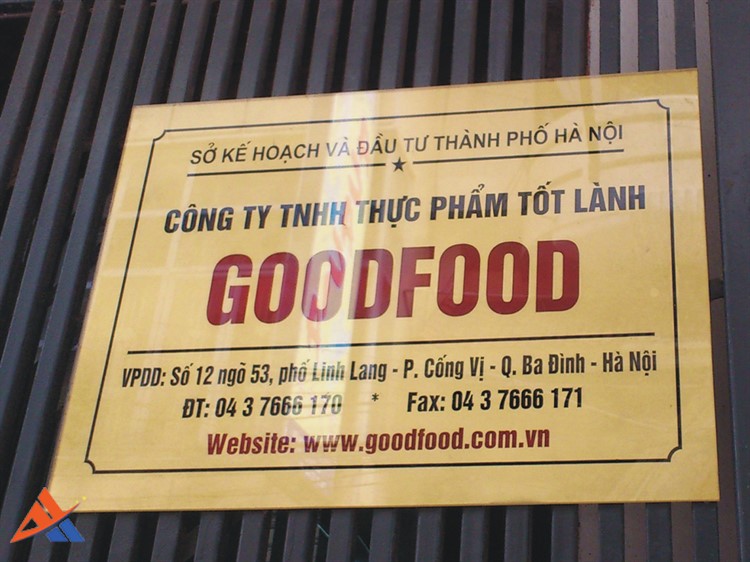 SỞ KẾ HOẠCH VÀ ĐẦU TƯ THÀNH PHỐ HÀ NỘI
CÔNG TY TNHH THỰC PHẨM TỐT LÀNH
GOODFOOD
VPDD: Số 12 ngõ 53, phố Linh Lang - P. Cống Vị - Q. Ba Đình - Hà Nội
ĐT: 04 3 7666 170 * Fax: 04 3 7666 171
Website: www.goodfood.com.vn